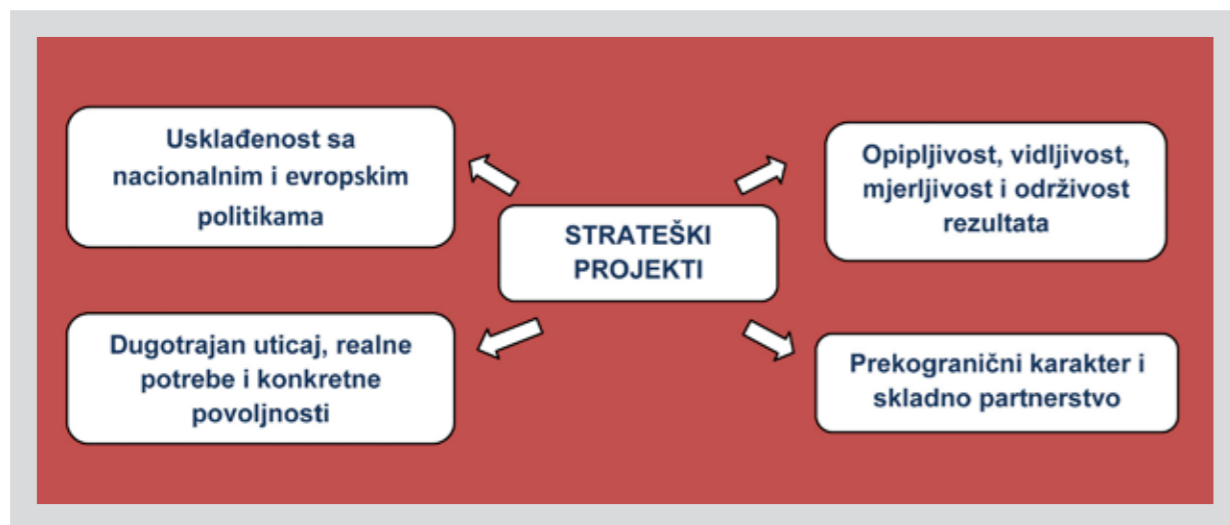 Usklađenost sa
nacionalnim i evropskim
politikama
Opipljivost, vidljivost,
mjerljivost i održivost
rezultata
STRATEŠKI
PROJEKTI
Dugotrajan uticaj, realne
potrebe i konkretne
povoljnosti
Prekogranični karakter i
skladno partnerstvo